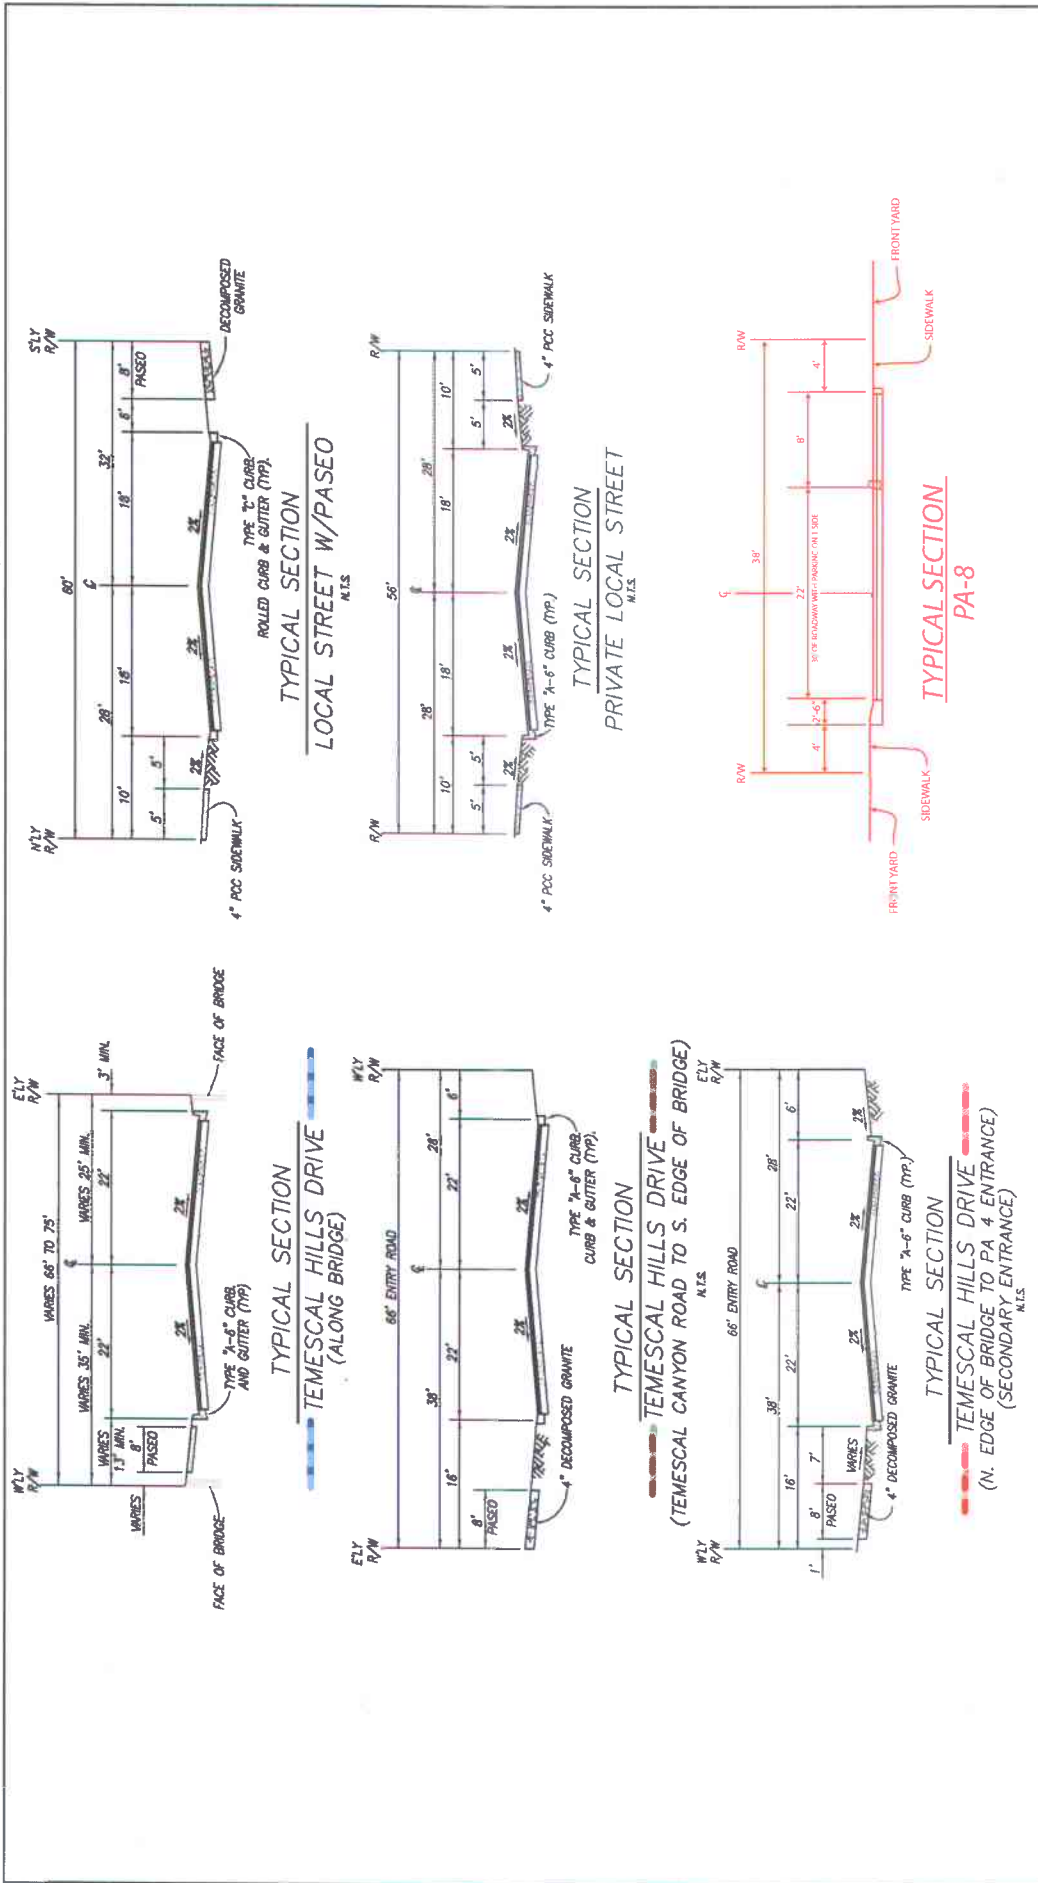 W'LY
R/W
E'LY
R/W
VARIES 66' TO 75'
VARIES 35' MIN.
VARIES 25' MIN.
3' MIN.
VARIES
13' MIN.
22'
22'
8'
PASEO
VARIES
2%
2%
FACE OF BRIDGE
FACE OF BRIDGE
TYPE "A-6" CURB
AND GUTTER (TYP)
TYPICAL SECTION
TEMESCAL HILLS DRIVE
(ALONG BRIDGE)
E'LY
R/W
W'LY
R/W
66' ENTRY ROAD
38'
28'
16'
22'
22'
6'
8'
PASEO
2%
2%
4" DECOMPOSED GRANITE
TYPE "A-6" CURB.
CURB & GUTTER (TYP).
TYPICAL SECTION
TEMESCAL HILLS DRIVE
(TEMESCAL CANYON ROAD TO S. EDGE OF BRIDGE)
N.T.S.
W'LY
R/W
E'LY
R/W
66' ENTRY ROAD
38'
28'
16'
22'
22'
6'
1'
8'
PASEO
7'
VARIES
2%
2%
2%
4" DECOMPOSED GRANITE
TYPE "A-6" CURB (TYP.)
TYPICAL SECTION
TEMESCAL HILLS DRIVE
(N. EDGE OF BRIDGE TO PA 4 ENTRANCE)
(SECONDARY ENTRANCE)
N.T.S.
N'LY
R/W
S'LY
R/W
60'
28'
32'
10'
18'
18'
6'
8'
PASEO
5'
5'
2%
2%
2%
4" PCC SIDEWALK
DECOMPOSED
GRANITE
TYPE "C" CURB.
ROLLED CURB & GUTTER (TYP).
TYPICAL SECTION
LOCAL STREET W/PASEO
N.T.S.
R/W
R/W
56'
28'
28'
10'
18'
18'
10'
5'
5'
5'
5'
2%
2%
2%
2%
4" PCC SIDEWALK
TYPE "A-6" CURB (TYP.)
4" PCC SIDEWALK
TYPICAL SECTION
PRIVATE LOCAL STREET
N.T.S.
R/W
R/W
38'
4'
2'-6"
22'
30' OF ROADWAY WITH PARKING ON 1 SIDE
8'
4'
FRONT YARD
SIDEWALK
SIDEWALK
FRONT YARD
TYPICAL SECTION
PA-8